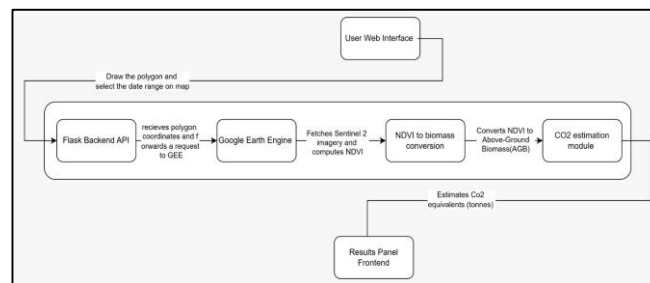 User Web Interface
Draw the polygon and
select the date range on map
Flask Backend API
recieves polygon
coordinates and f
orwards a request
to GEE
Google Earth Engine
Fetches Sentinel 2
imagery and
computes NDVI
NDVI to biomass
conversion
Converts NDVI to
Above-Ground
Biomass(AGB)
CO2 estimation
module
Estimates Co2
equivalents (tonnes)
Results Panel
Frontend